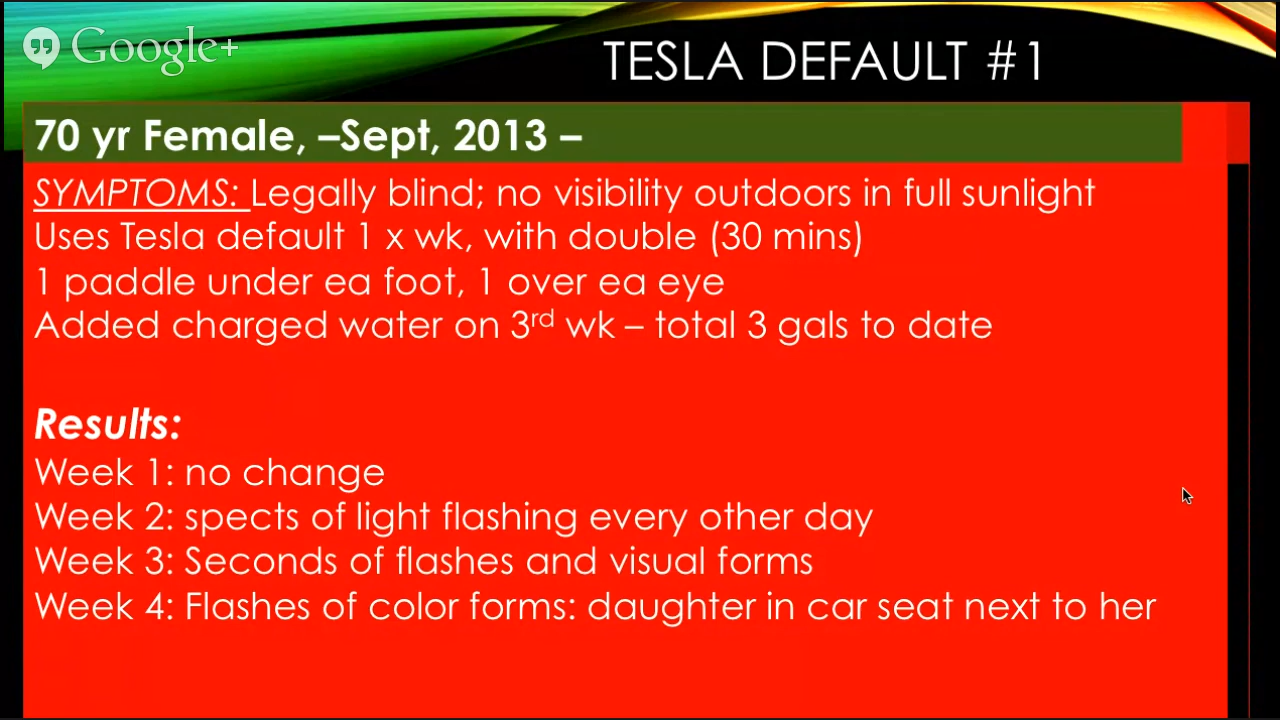 Google+
TESLA DEFAULT #1
70 yr Female, –Sept, 2013 –
SYMPTOMS: Legally blind; no visibility outdoors in full sunlight
Uses Tesla default 1 x wk, with double (30 mins)
1 paddle under ea foot, 1 over ea eye
Added charged water on 3rd wk – total 3 gals to date
Results:
Week 1: no change
Week 2: spects of light flashing every other day
Week 3: Seconds of flashes and visual forms
Week 4: Flashes of color forms: daughter in car seat next to her